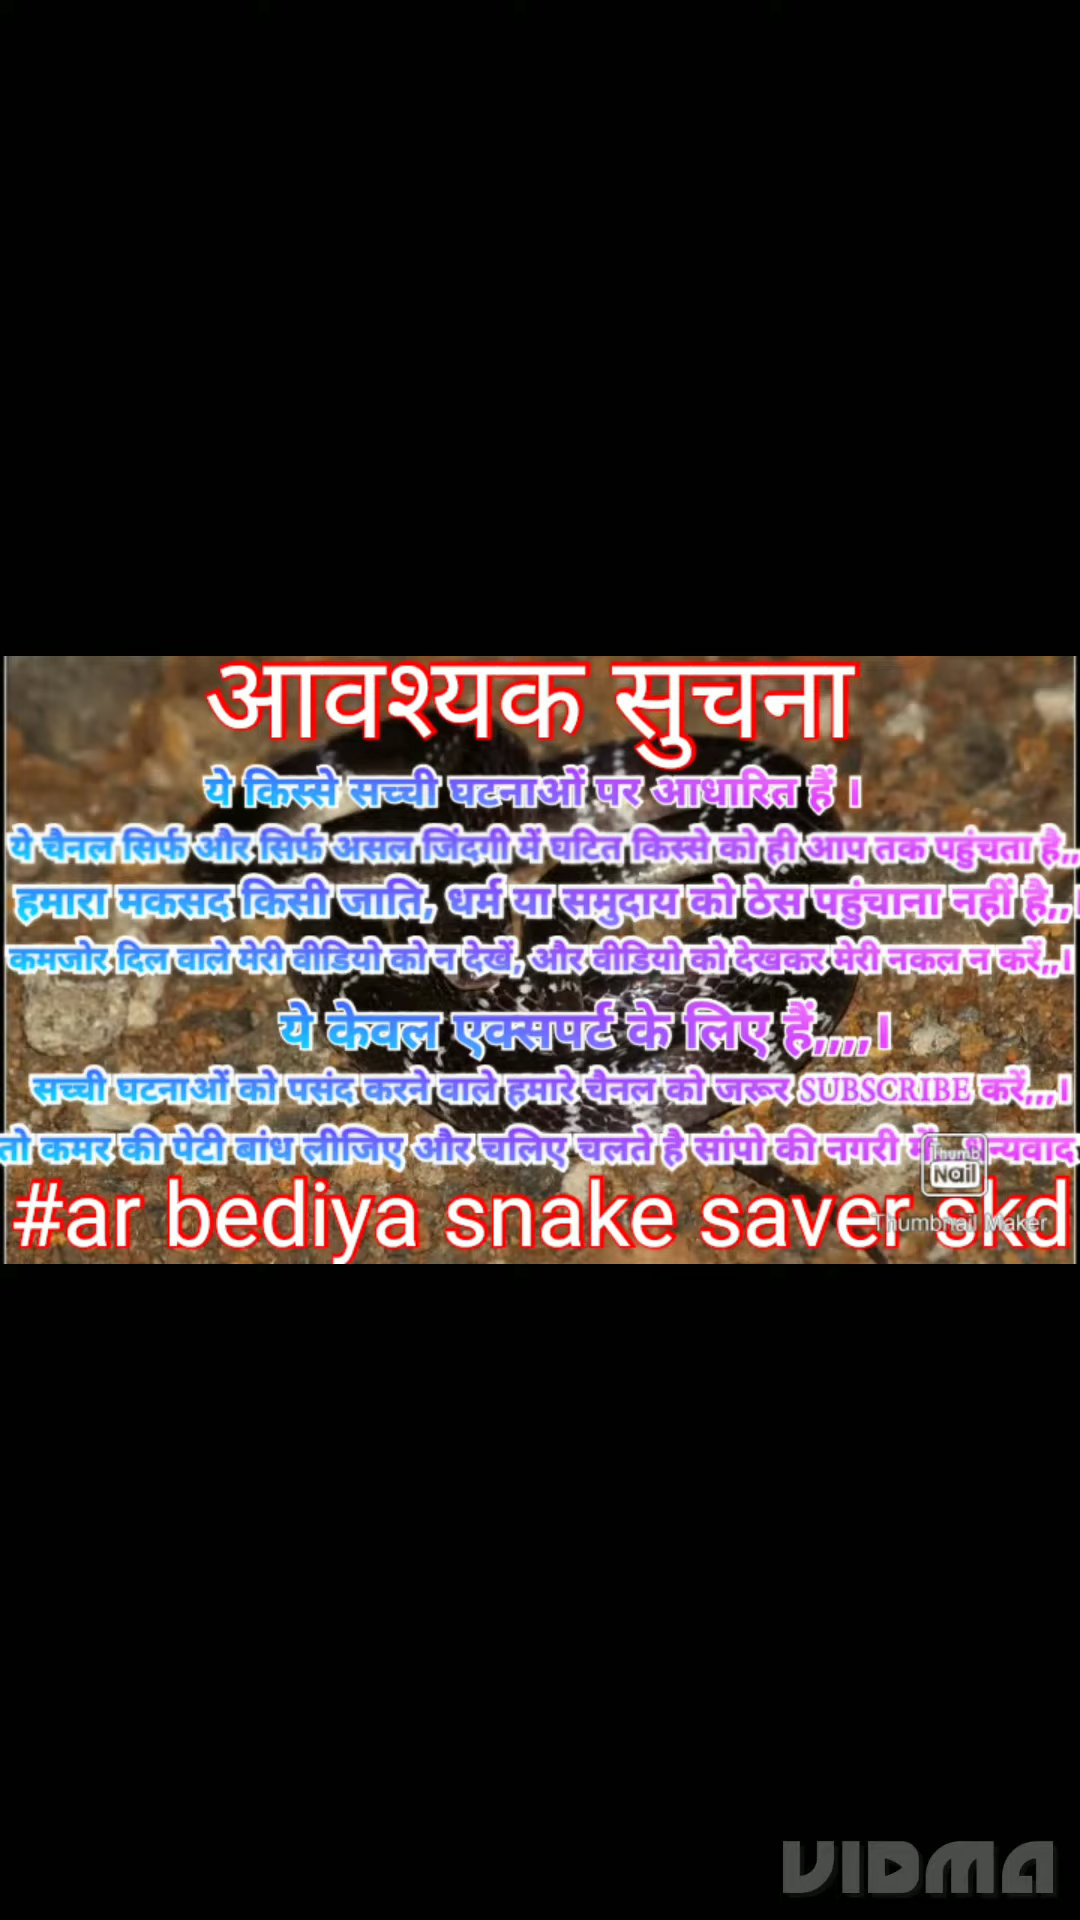 आवश्यक सुचना
ये किस्से सच्ची घटनाओं पर आधारित हैं ।
ये चैनल सिर्फ और सिर्फ असल जिंदगी में घटित किस्से को ही आप तक पहुंचता है,,
हमारा मकसद किसी जाति, धर्म या समुदाय को ठेस पहुंचाना नहीं है,,।
कमजोर दिल वाले मेरी वीडियो को न देखें, और वीडियो को देखकर मेरी नकल न करें,,।
ये केवल एक्सपर्ट के लिए हैं,,,,।
सच्ची घटनाओं को पसंद करने वाले हमारे चैनल को जरूर SUBSCRIBE करें,,,।
तो कमर की पेटी बांध लीजिए और चलिए चलते है सांपो की नगरी
Thumb
Nail
#ar bediya snake saver skd
Thumbnail Maker
VIDMA